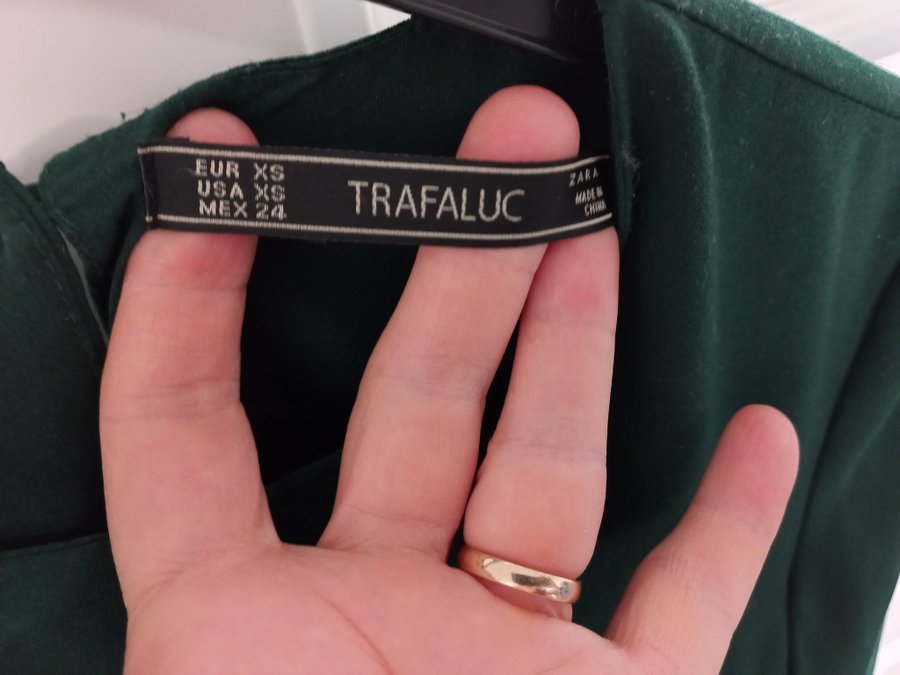 EUR XS
USA XS
MEX 24
TRAFALUC
ZARA
MADE IN
CHINA